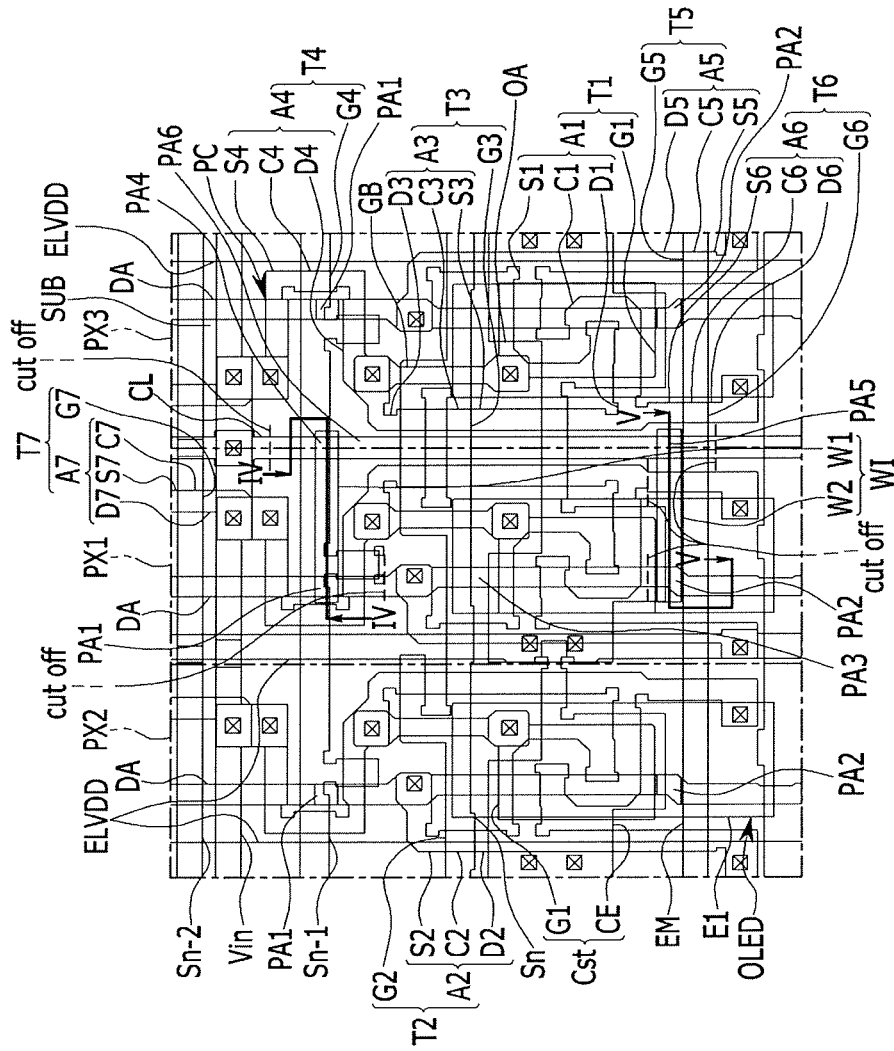 T7
A7 G7
D7 S7 C7
CL
cut off
PX3
SUB
DA
ELVDD
PA4
PA6
PC
S4
C4 A4
D4 T4
G4
PA1
GB
D3
C3 A3
S3 T3
G3
OA
S1
C1 A1
D1 T1
G1
G5
D5 T5
C5 A5
S5
PA2
S6
C6 A6
D6 T6
G6
PX1
DA
PA1
cut off
PX2
DA
ELVDD
IV
IV
V
V
Sn-2
Vin
PA1
Sn-1
G2
S2
T2 A2 C2
D2
Sn
G1
Cst
CE
EM
E1
OLED
PA2
PA3
PA2
cut off
W2 W1
WI
PA5